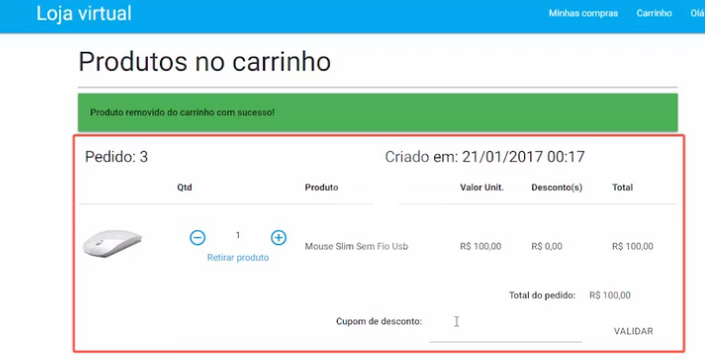 Loja virtual Minhas compras Carrinho Olá
Produtos no carrinho
Produto removido do carrinho com sucesso!
Pedido: 3 Criado em: 21/01/2017 00:17
Qtd Produto Valor Unit. Desconto(s) Total
1 Mouse Slim Sem Fio Usb R$ 100,00 R$ 0,00 R$ 100,00
Retirar produto
Total do pedido: R$ 100,00
Cupom de desconto: VALIDAR